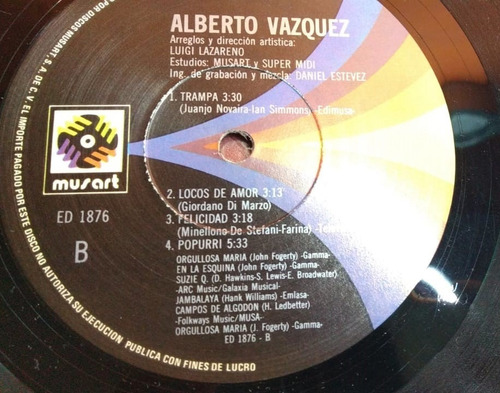 ALBERTO VAZQUEZ
Arreglos y dirección artística:
LUIGI LAZARENO
Estudios: MUSART y SUPER MIDI
Ing. de grabación y mezcla: DANIEL ESTEVEZ
1. TRAMPA 3:30
(Juanjo Novaira-Ian Simmons) -Edimusa-
musart
ED 1876
B
2. LOCOS DE AMOR 3:13
(Giordano Di Marzo)
3. FELICIDAD 3:18
(Minellono-De Stefani-Farina)
4. POPURRI 5:33
ORGULLOSA MARIA (John Fogerty) -Gamma-
EN LA ESQUINA (John Fogerty) -Gamma-
SUZIE Q. (D. Hawkins-S. Lewis-E. Broadwater)
-ARC Music/Galaxia Musical-
JAMBALAYA (Hank Williams) -Emlasa-
CAMPOS DE ALGODON (H. Ledbetter)
-Folkways Music/MUSA-
ORGULLOSA MARIA (J. Fogerty) -Gamma-
ED 1876 - B
POR DISCOS MUSART, S.A. DE C.V. EL IMPORTE PAGADO POR ESTE DISCO NO AUTORIZA SU EJECUCION PUBLICA CON FINES DE LUCRO